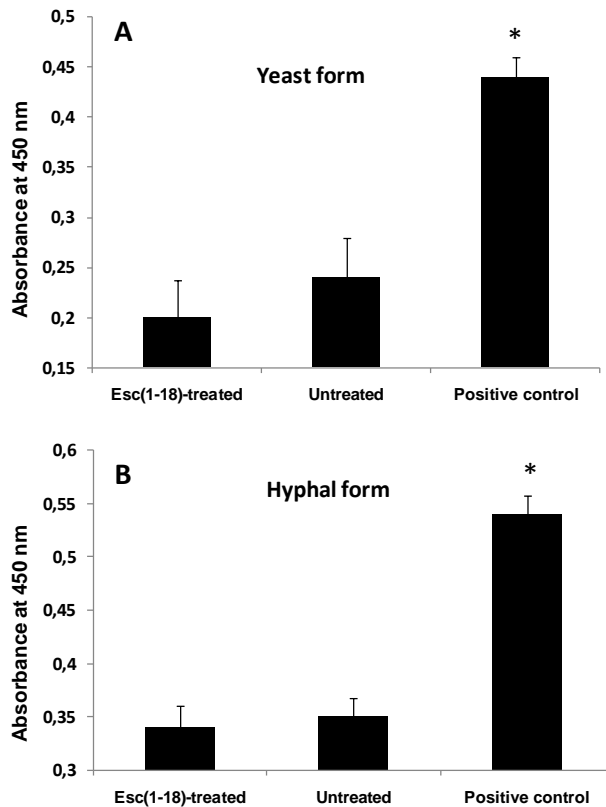 A
Yeast form
*
Absorbance at 450 nm
0,5
0,45
0,4
0,35
0,3
0,25
0,2
0,15
Esc(1-18)-treated Untreated Positive control
B
Hyphal form
*
Absorbance at 450 nm
0,6
0,55
0,5
0,45
0,4
0,35
0,3
Esc(1-18)-treated Untreated Positive control